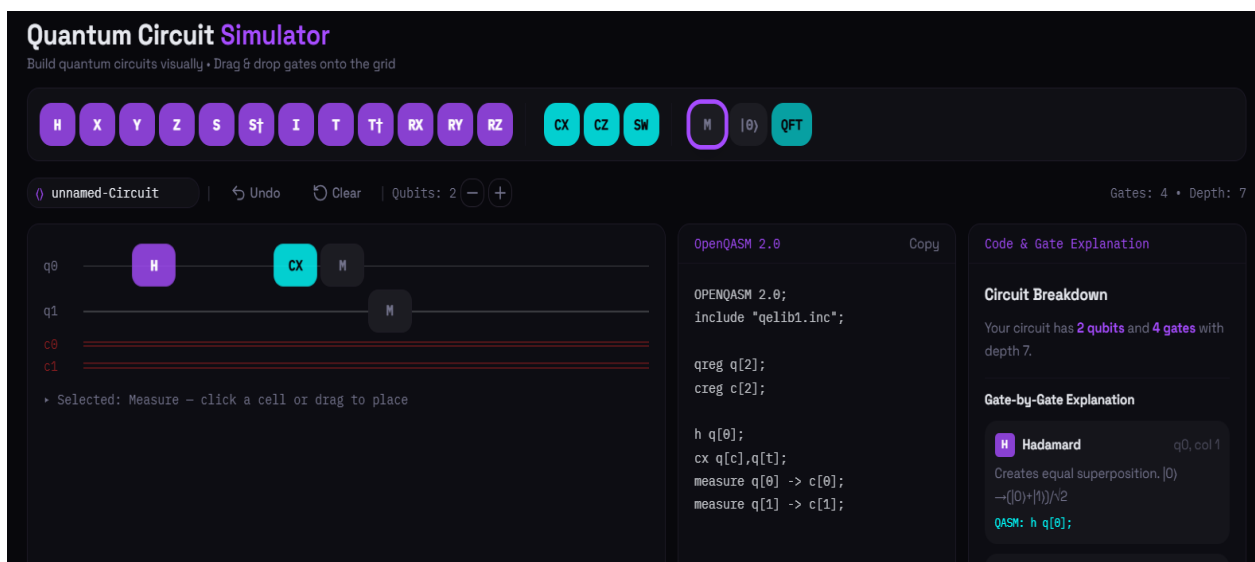 Quantum Circuit Simulator
Build quantum circuits visually • Drag & drop gates onto the grid
H X Y Z S S† I T T† RX RY RZ CX CZ SW M |0⟩ QFT
⟨⟩ unnamed-Circuit | Undo Clear | Qubits: 2 − + Gates: 4 • Depth: 7
q0 H CX M
q1 M
c0
c1
▸ Selected: Measure — click a cell or drag to place
OpenQASM 2.0 Copy
OPENQASM 2.0;
include "qelib1.inc";
qreg q[2];
creg c[2];
h q[0];
cx q[c],q[t];
measure q[0] -> c[0];
measure q[1] -> c[1];
Code & Gate Explanation
Circuit Breakdown
Your circuit has 2 qubits and 4 gates with
depth 7.
Gate-by-Gate Explanation
H Hadamard q0, col 1
Creates equal superposition. |0⟩
→(|0⟩+|1⟩)/√2
QASM: h q[0];